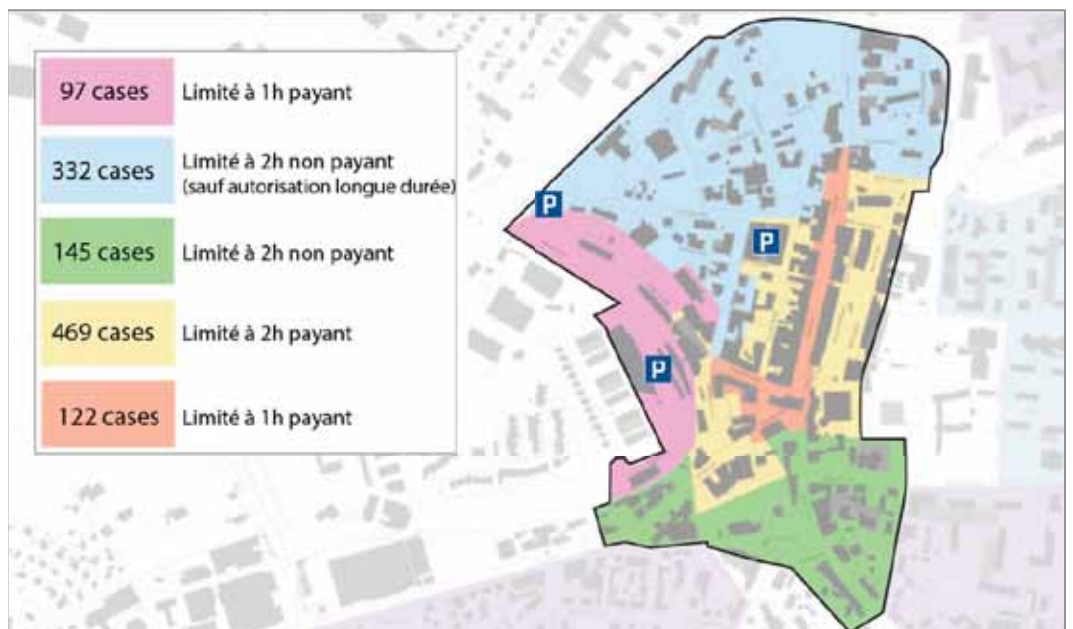 97 cases
Limité à 1h payant
332 cases
Limité à 2h non payant
(sauf autorisation longue durée)
145 cases
Limité à 2h non payant
469 cases
Limité à 2h payant
122 cases
Limité à 1h payant
P
P
P